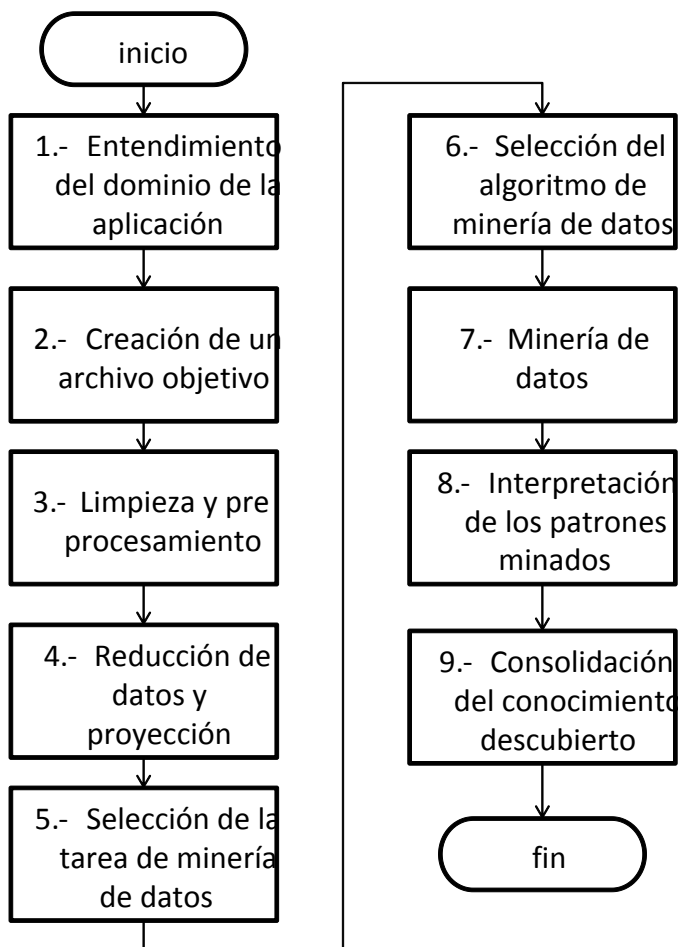 inicio
1.- Entendimiento
del dominio de la
aplicación
2.- Creación de un
archivo objetivo
3.- Limpieza y pre
procesamiento
4.- Reducción de
datos y
proyección
5.- Selección de la
tarea de minería
de datos
6.- Selección del
algoritmo de
minería de datos
7.- Minería de
datos
8.- Interpretación
de los patrones
minados
9.- Consolidación
del conocimiento
descubierto
fin